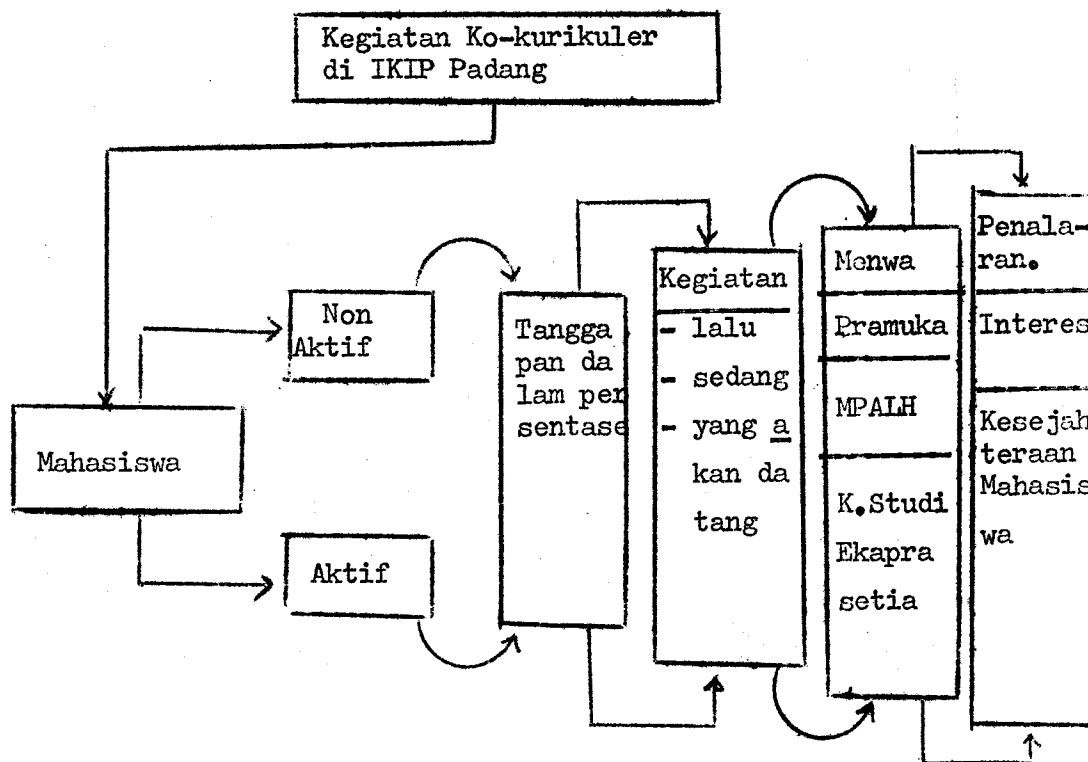 Kegiatan Ko-kurikuler
di IKIP Padang
Mahasiswa
Non
Aktif
Aktif
Tangga
pan da
lam per
sentase
Kegiatan
- lalu
- sedang
- yang a
kan da
tang
Menwa
Pramuka
MPALH
K.Studi
Ekapra
setia
Penala-
ran.
Interes
Kesejah
teraan
Mahasis
wa